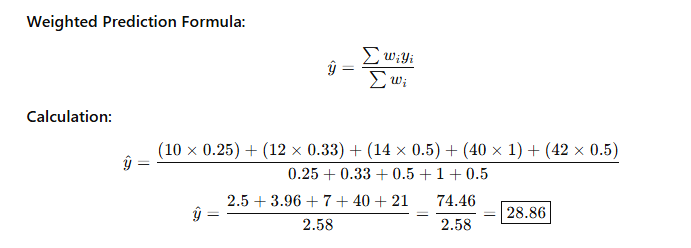 Weighted Prediction Formula:
ŷ = ∑ wᵢyᵢ / ∑ wᵢ
Calculation:
ŷ = (10 × 0.25) + (12 × 0.33) + (14 × 0.5) + (40 × 1) + (42 × 0.5) / 0.25 + 0.33 + 0.5 + 1 + 0.5
ŷ = 2.5 + 3.96 + 7 + 40 + 21 / 2.58 = 74.46 / 2.58 = 28.86